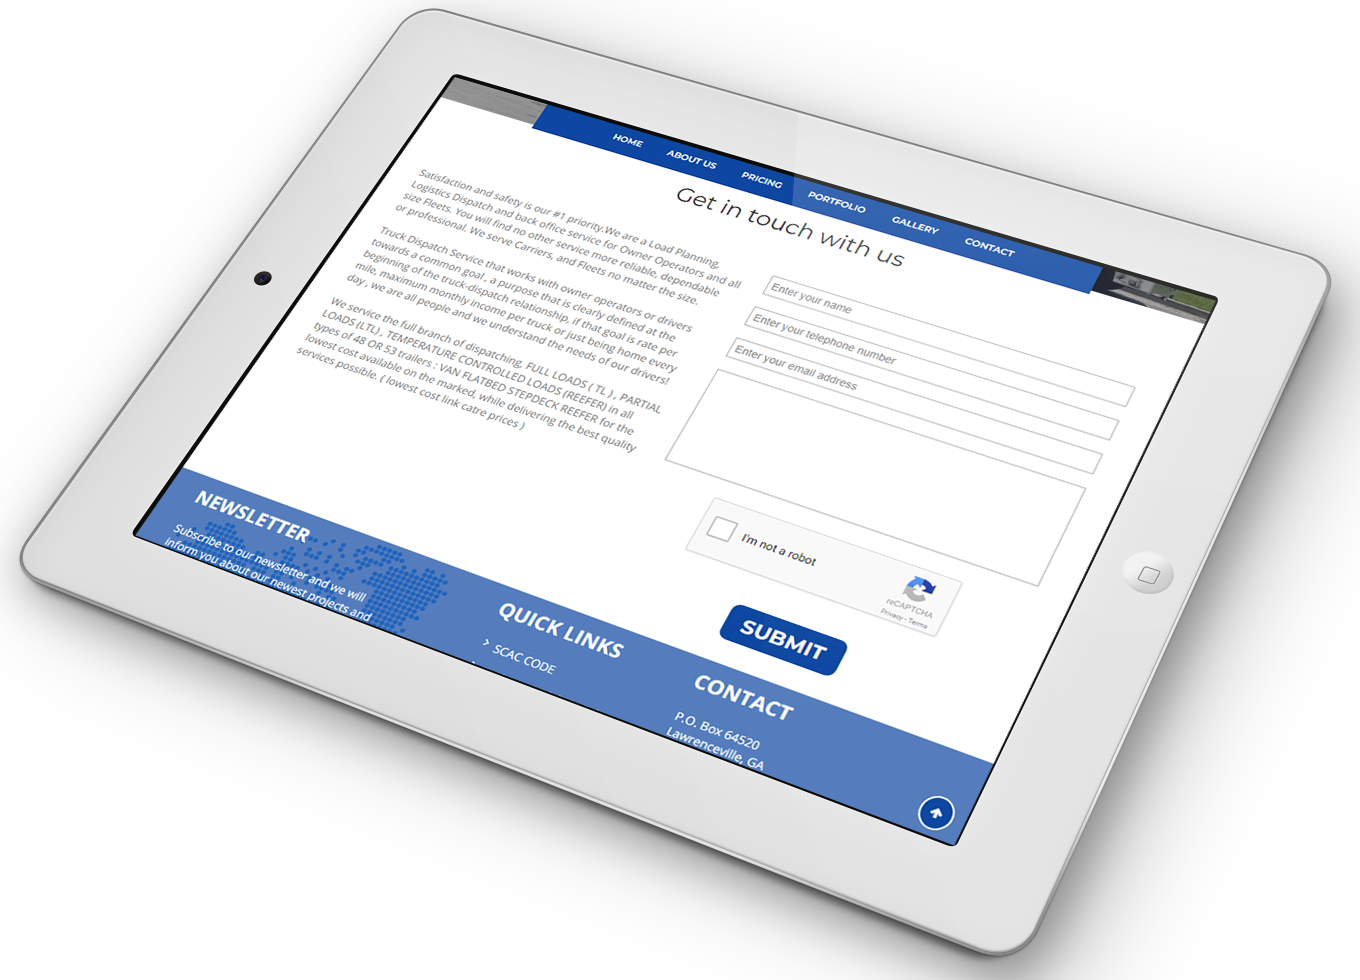 HOME ABOUT US PRICING PORTFOLIO GALLERY CONTACT
Get in touch with us
Satisfaction and safety is our #1 priority.We are a Load Planning,
Logistics Dispatch and back office service for Owner Operators and all
size Fleets. You will find no other service more reliable, dependable
or professional. We serve Carriers, and Fleets no matter the size.
Truck Dispatch Service that works with owner operators or drivers
towards a common goal , a purpose that is clearly defined at the
beginning of the truck-dispatch relationship, if that goal is rate per
mile, maximum monthly income per truck or just being home every
day , we are all people and we understand the needs of our drivers!
We service the full branch of dispatching, FULL LOADS ( TL ) , PARTIAL
LOADS (LTL) , TEMPERATURE CONTROLLED LOADS (REEFER) in all
types of 48 OR 53 trailers : VAN FLATBED STEPDECK REEFER for the
lowest cost available on the marked, while delivering the best quality
services possible. ( lowest cost link catre prices )
Enter your name
Enter your telephone number
Enter your email address
I'm not a robot
reCAPTCHA
Privacy - Terms
SUBMIT
NEWSLETTER
Subscribe to our newsletter and we will
inform you about our newest projects and
QUICK LINKS
> SCAC CODE
CONTACT
P.O. Box 64520
Lawrenceville, GA